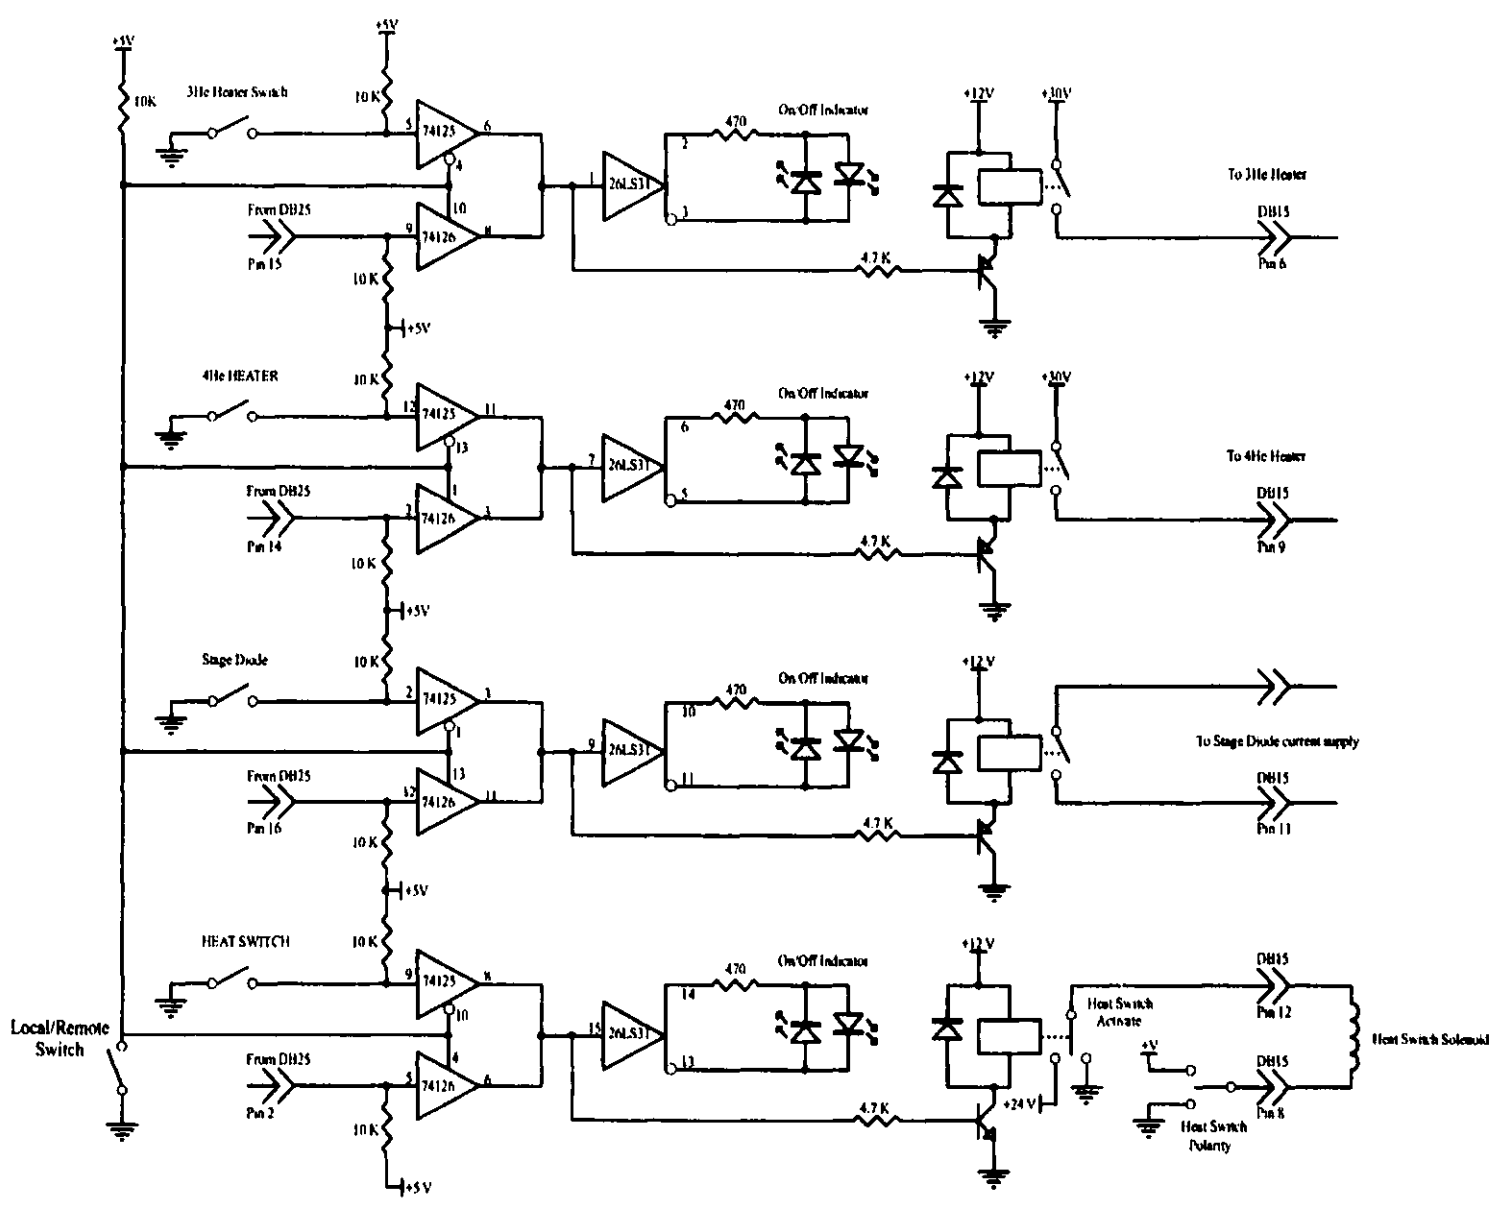 +5V
+5V
10K
3He Heater Switch
10 K
5
74125
6
4
On/Off Indicator
470
2
1
26LS31
3
+12V
+30V
To 3He Heater
From DB25
Pin 15
10
9
74126
8
10 K
4.7 K
DB15
Pin 6
+5V
4He HEATER
10 K
12
74125
11
13
On/Off Indicator
470
6
7
26LS31
5
+12V
+30V
To 4He Heater
From DB25
Pin 14
1
2
74126
3
10 K
4.7 K
DB15
Pin 9
+5V
Stage Diode
10 K
2
74125
3
1
On/Off Indicator
470
10
9
26LS31
11
+12 V
To Stage Diode current supply
From DB25
Pin 16
13
12
74126
11
10 K
4.7 K
DB15
Pin 11
+5V
HEAT SWITCH
10 K
9
74125
8
10
On/Off Indicator
470
14
15
26LS31
13
+12 V
DB15
Pin 12
Heat Switch
Activate
Heat Switch Solenoid
Local/Remote
Switch
From DB25
Pin 2
4
5
74126
6
10 K
4.7 K
+24 V
+V
DB15
Pin 8
Heat Switch
Polarity
+5 V